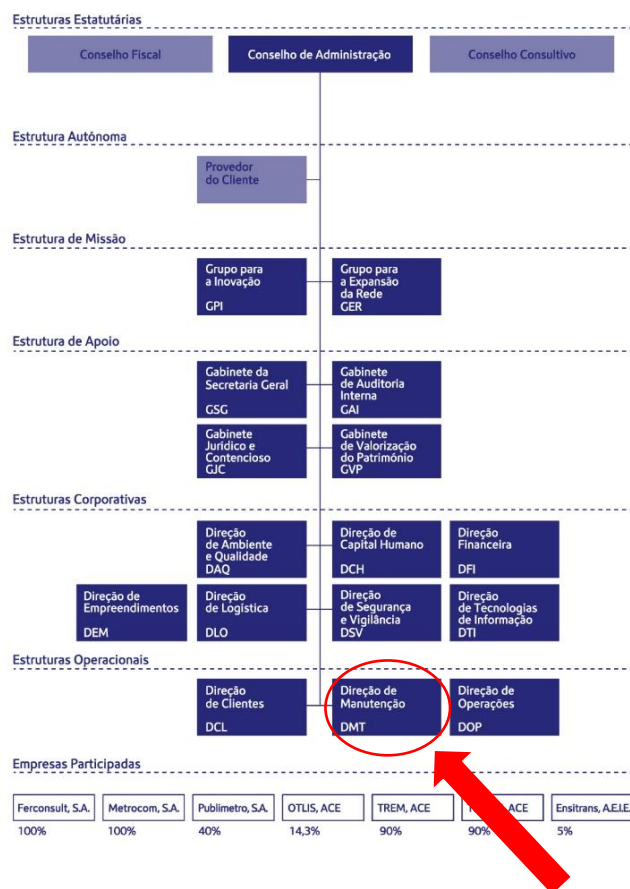 Estruturas Estatutárias
Conselho Fiscal
Conselho de Administração
Conselho Consultivo
Estrutura Autónoma
Provedor
do Cliente
Estrutura de Missão
Grupo para
a Inovação
GPI
Grupo para
a Expansão
da Rede
GER
Estrutura de Apoio
Gabinete da
Secretaria Geral
GSG
Gabinete
de Auditoria
Interna
GAI
Gabinete
Jurídico e
Contencioso
GJC
Gabinete
de Valorização
do Património
GVP
Estruturas Corporativas
Direção
de Ambiente
e Qualidade
DAQ
Direção de
Capital Humano
DCH
Direção
Financeira
DFI
Direção de
Empreendimentos
DEM
Direção
de Logística
DLO
Direção
de Segurança
e Vigilância
DSV
Direção
de Tecnologias
de Informação
DTI
Estruturas Operacionais
Direção
de Clientes
DCL
Direção de
Manutenção
DMT
Direção de
Operações
DOP
Empresas Participadas
Ferconsult, S.A.
Metrocom, S.A.
Publimetro, S.A.
OTLIS, ACE
TREM, ACE
ACE
Ensitrans, A.E.I.E.
100%
100%
40%
14,3%
90%
90%
5%